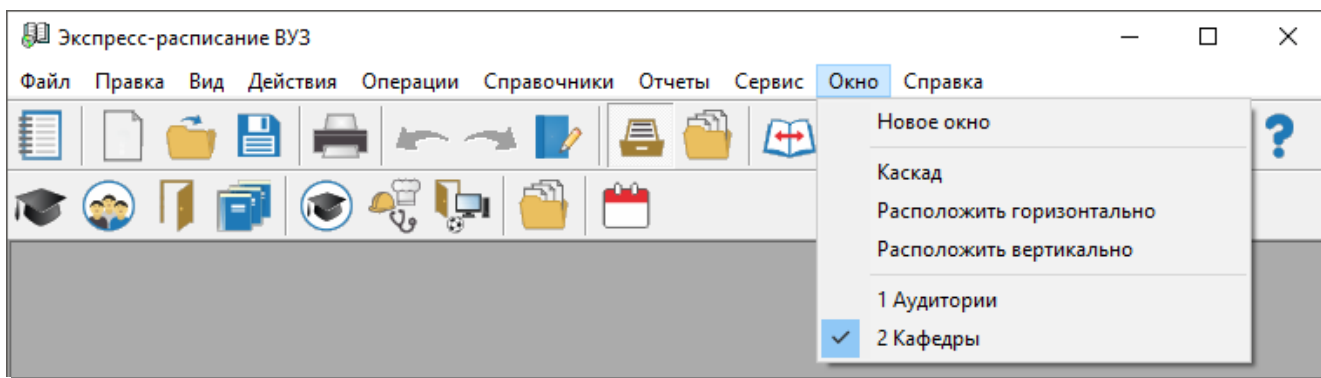 Экспресс-расписание ВУЗ
Файл Правка Вид Действия Операции Справочники Отчеты Сервис Окно Справка
Новое окно
Каскад
Расположить горизонтально
Расположить вертикально
1 Аудитории
2 Кафедры